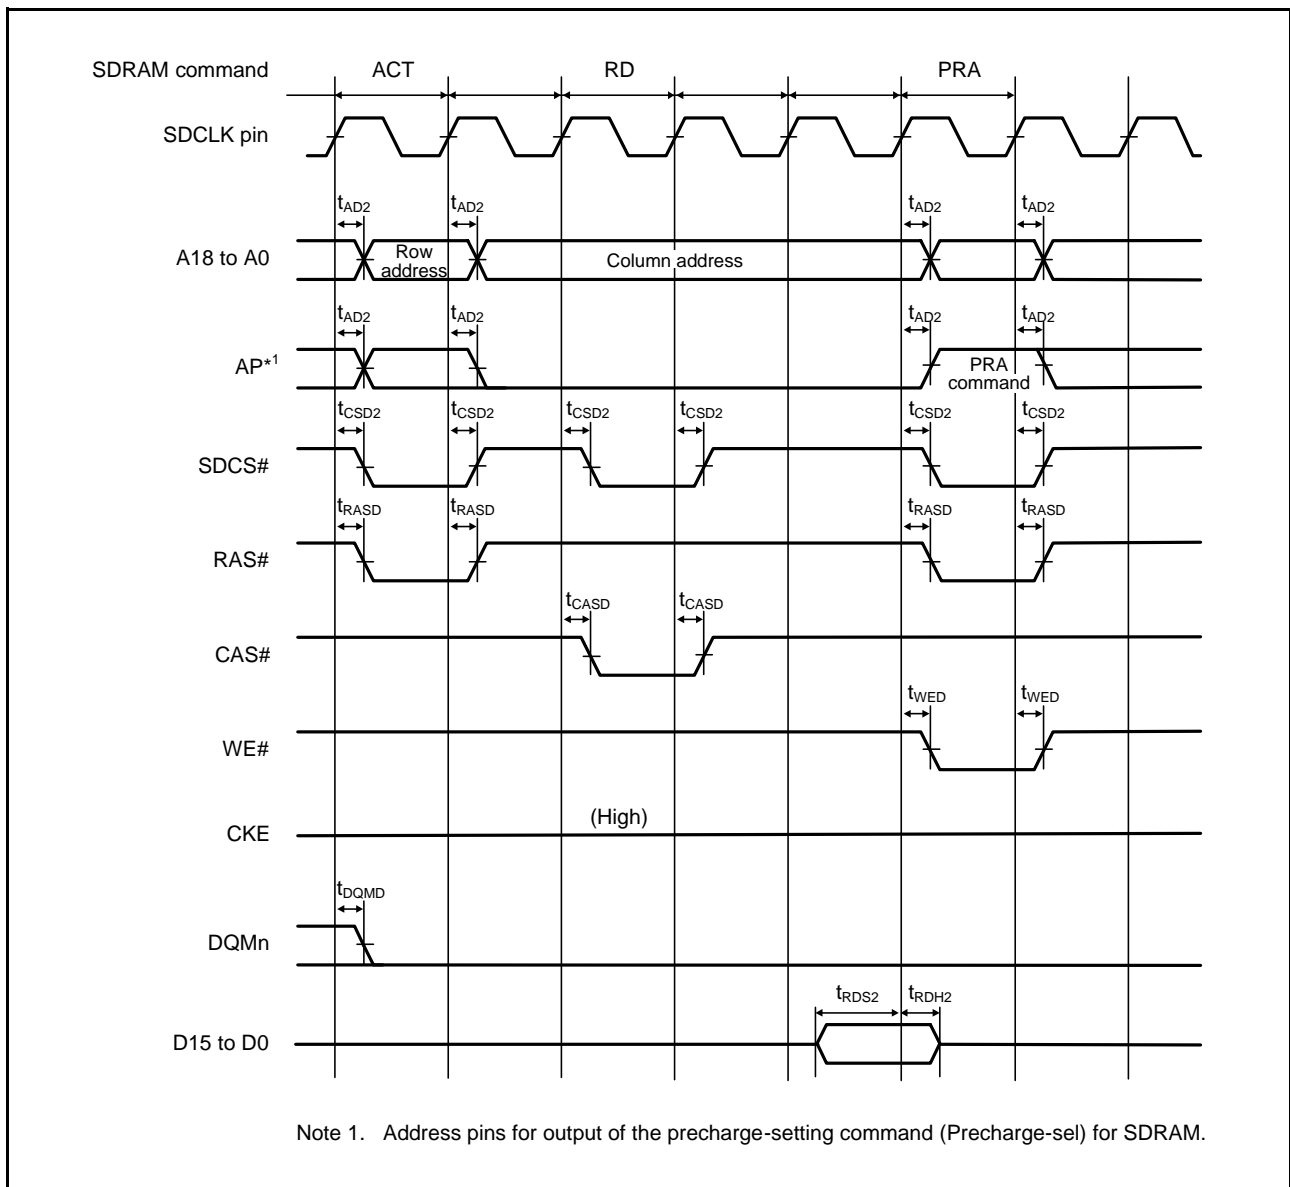 SDRAM command ACT RD PRA
SDCLK pin
tAD2 tAD2 tAD2 tAD2
A18 to A0 Row address Column address
tAD2 tAD2 tAD2 tAD2
AP*1 PRA command
tCSD2 tCSD2 tCSD2 tCSD2 tCSD2 tCSD2
SDCS#
tRASD tRASD tRASD tRASD
RAS#
tCASD tCASD
CAS#
tWED tWED
WE#
(High)
CKE
tDQMD
DQMn
tRDS2 tRDH2
D15 to D0
Note 1. Address pins for output of the precharge-setting command (Precharge-sel) for SDRAM.